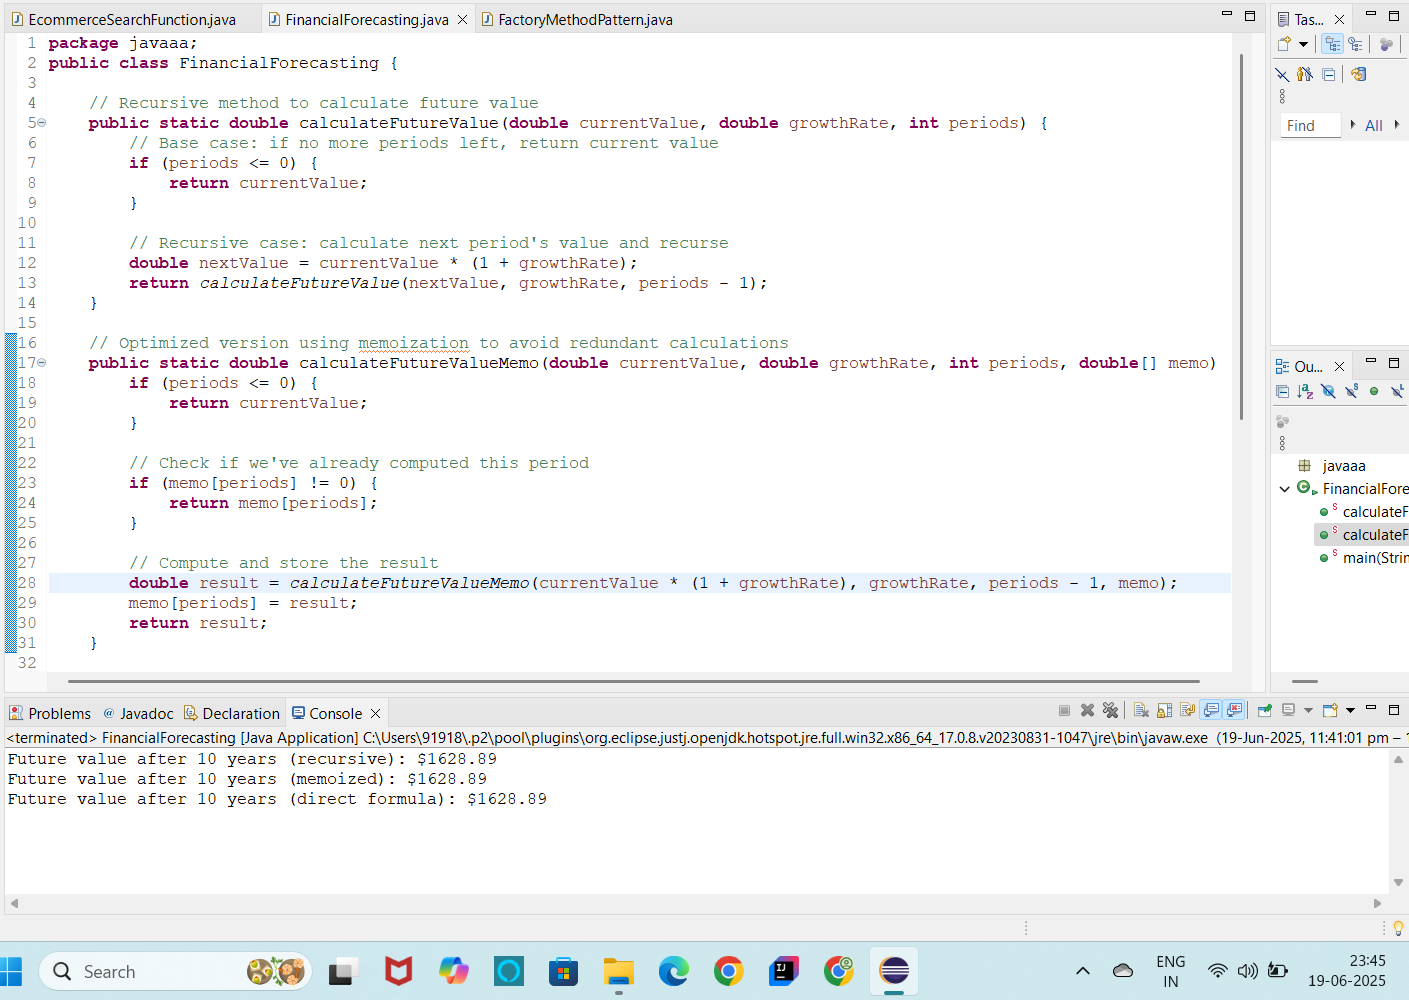 EcommerceSearchFunction.java
FinancialForecasting.java
FactoryMethodPattern.java
1 package javaaa;
2 public class FinancialForecasting {
3
4     // Recursive method to calculate future value
5     public static double calculateFutureValue(double currentValue, double growthRate, int periods) {
6         // Base case: if no more periods left, return current value
7         if (periods <= 0) {
8             return currentValue;
9         }
10
11         // Recursive case: calculate next period's value and recurse
12         double nextValue = currentValue * (1 + growthRate);
13         return calculateFutureValue(nextValue, growthRate, periods - 1);
14     }
15
16     // Optimized version using memoization to avoid redundant calculations
17     public static double calculateFutureValueMemo(double currentValue, double growthRate, int periods, double[] memo)
18         if (periods <= 0) {
19             return currentValue;
20         }
21
22         // Check if we've already computed this period
23         if (memo[periods] != 0) {
24             return memo[periods];
25         }
26
27         // Compute and store the result
28         double result = calculateFutureValueMemo(currentValue * (1 + growthRate), growthRate, periods - 1, memo);
29         memo[periods] = result;
30         return result;
31     }
32
Tas...
Find
All
Ou...
javaaa
FinancialFore
calculateF
calculateF
main(Strin
Problems
@ Javadoc
Declaration
Console
<terminated> FinancialForecasting [Java Application] C:\Users\91918\.p2\pool\plugins\org.eclipse.justj.openjdk.hotspot.jre.full.win32.x86_64_17.0.8.v20230831-1047\jre\bin\javaw.exe (19-Jun-2025, 11:41:01 pm – 1
Future value after 10 years (recursive): $1628.89
Future value after 10 years (memoized): $1628.89
Future value after 10 years (direct formula): $1628.89
Search
ENG
IN
23:45
19-06-2025